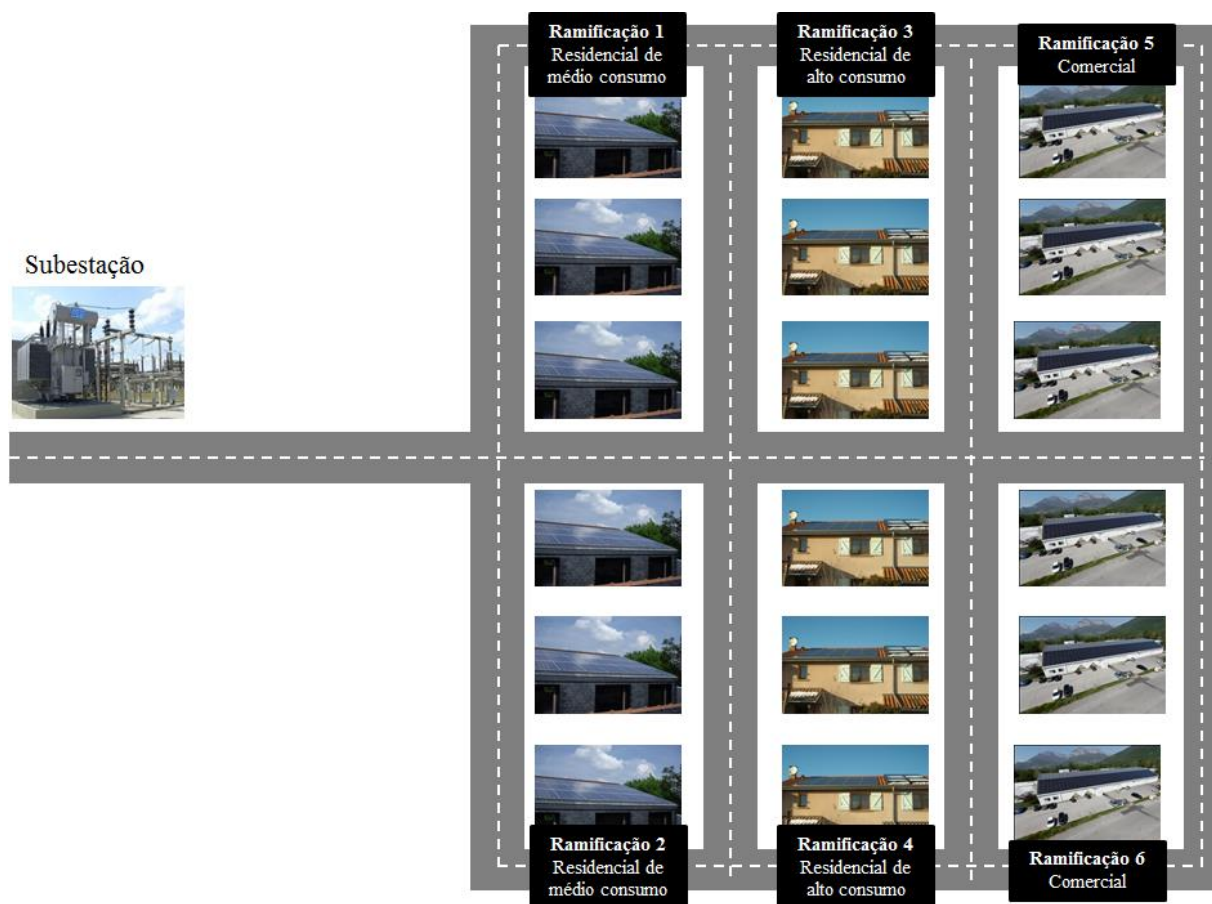 Ramificação 1
Residencial de
médio consumo
Ramificação 3
Residencial de
alto consumo
Ramificação 5
Comercial
Subestação
Ramificação 2
Residencial de
médio consumo
Ramificação 4
Residencial de
alto consumo
Ramificação 6
Comercial